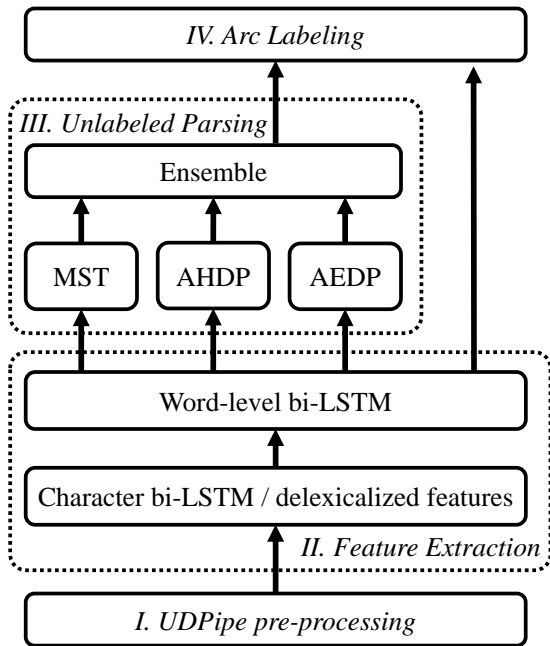 IV. Arc Labeling
III. Unlabeled Parsing
Ensemble
MST
AHDP
AEDP
Word-level bi-LSTM
Character bi-LSTM / delexicalized features
II. Feature Extraction
I. UDPipe pre-processing